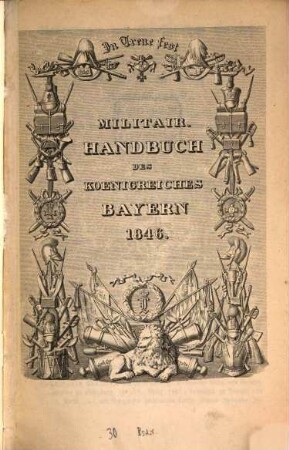 In Treue fest
MILITAIR.
HANDBUCH
DES
KOENIGREICHES
BAYERN
1846.
30